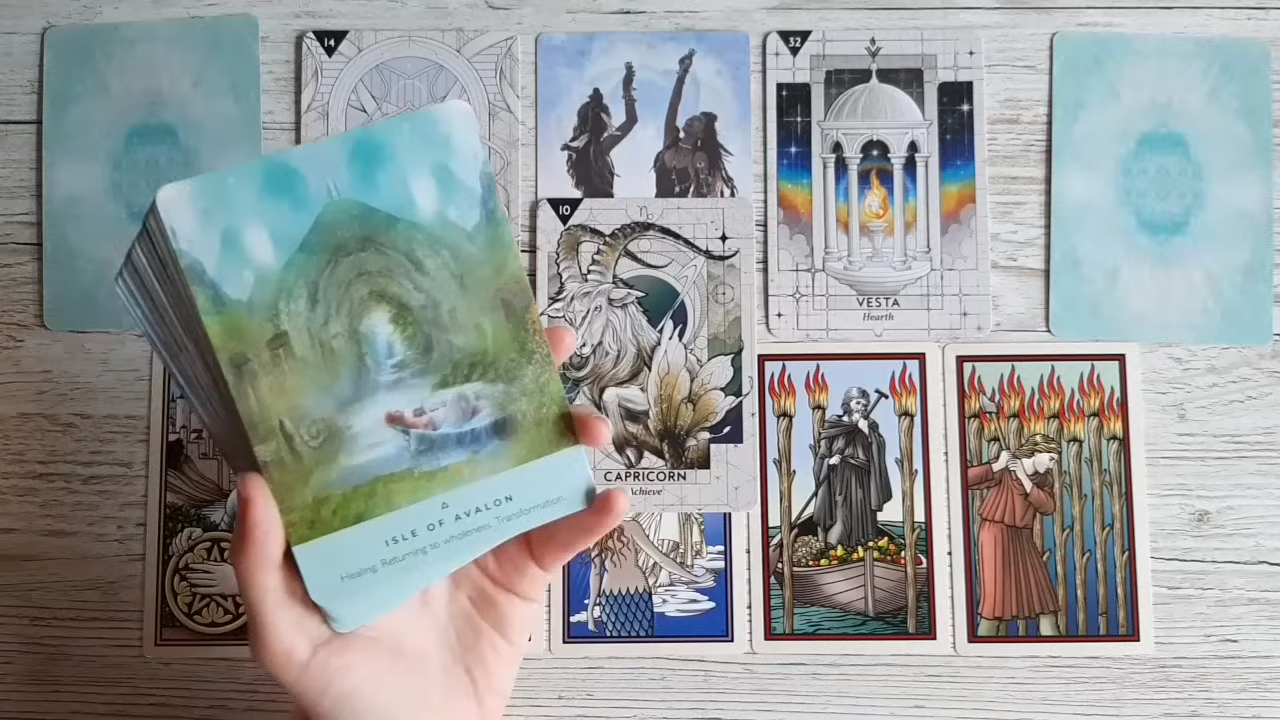 14
32
10
VESTA
Hearth
CAPRICORN
Achieve
ISLE OF AVALON
Healing. Returning to wholeness. Transformation.